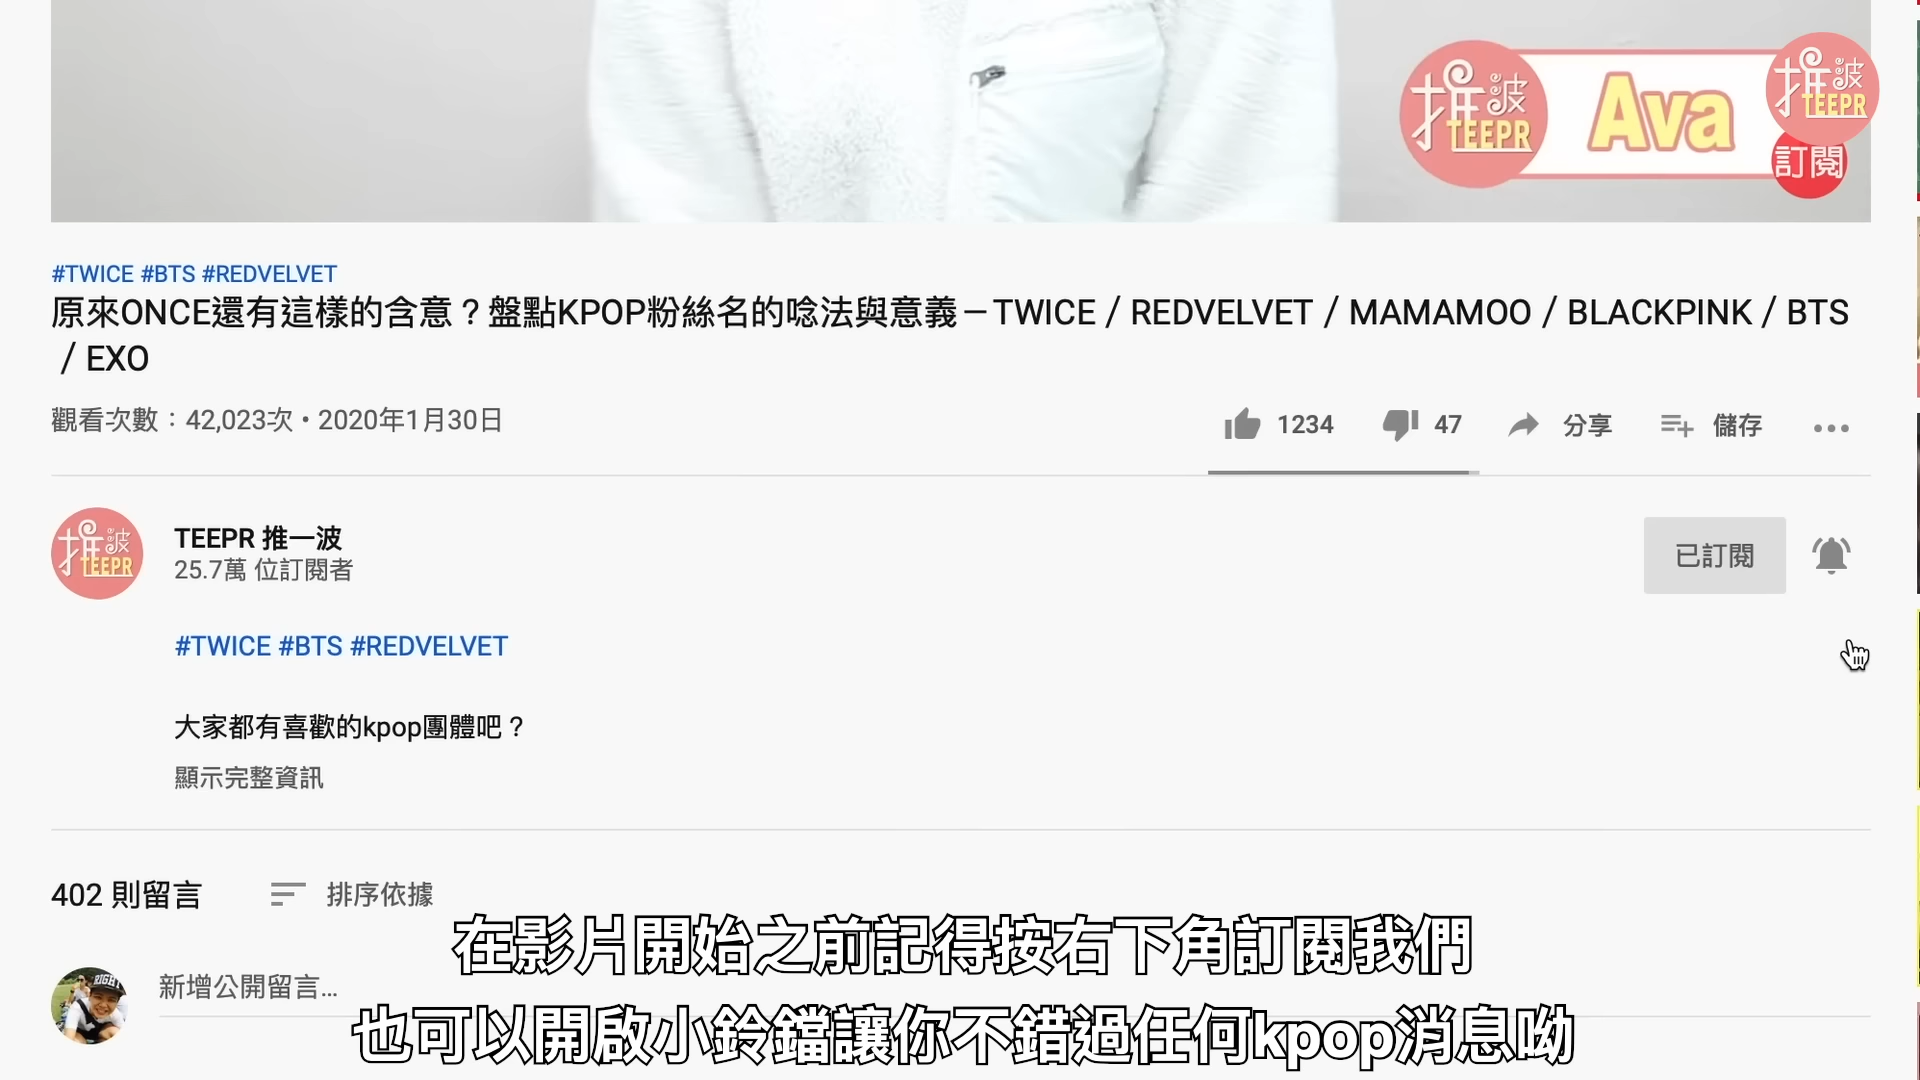 推波
TEEPR
Ava
推波
TEEPR
訂閱
#TWICE #BTS #REDVELVET
原來ONCE還有這樣的含意？盤點KPOP粉絲名的唸法與意義－TWICE / REDVELVET / MAMAMOO / BLACKPINK / BTS
/ EXO
觀看次數：42,023次 • 2020年1月30日
1234
47
分享
儲存
推波
TEEPR
TEEPR 推一波
25.7萬 位訂閱者
已訂閱
#TWICE #BTS #REDVELVET
大家都有喜歡的kpop團體吧？
顯示完整資訊
402 則留言
排序依據
在影片開始之前記得按右下角訂閱我們
新增公開留言...
也可以開啟小鈴鐺讓你不錯過任何kpop消息呦